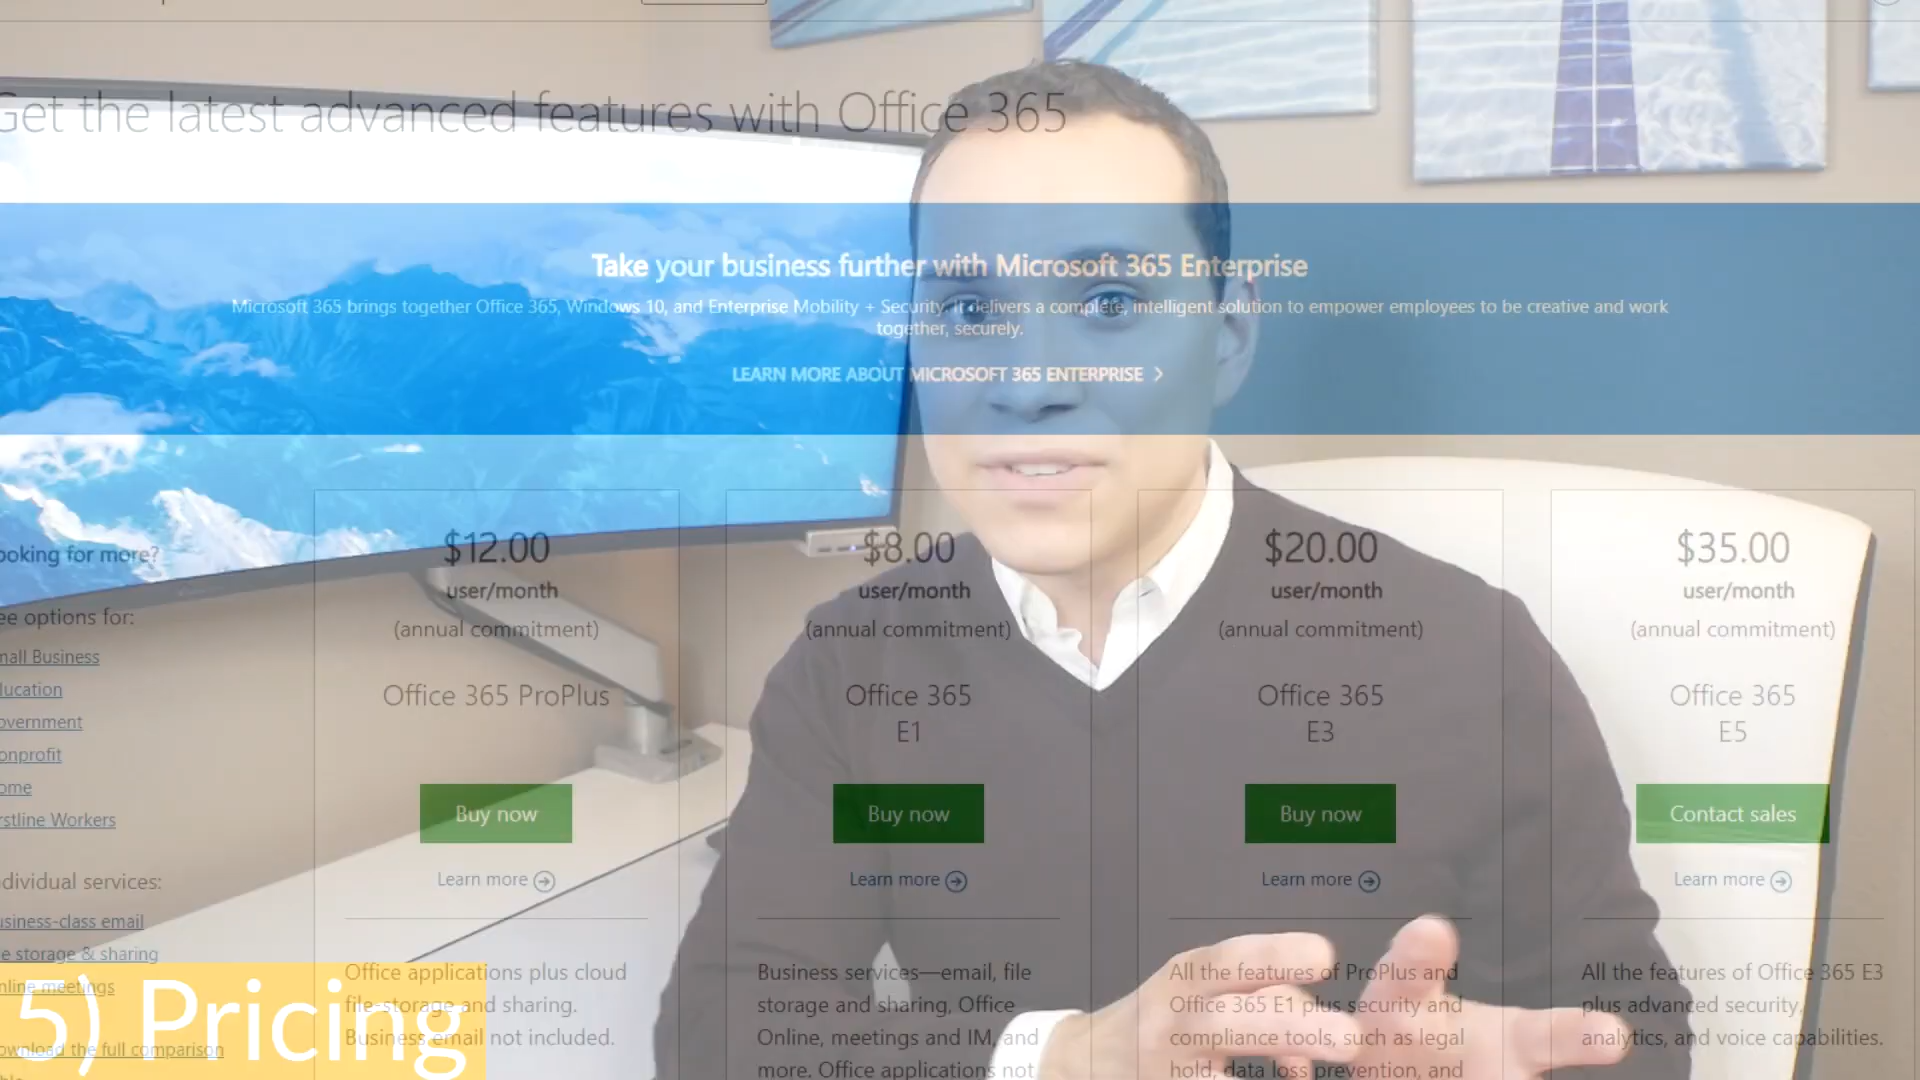 Get the latest advanced features with Office 365
Take your business further with Microsoft 365 Enterprise
Microsoft 365 brings together Office 365, Windows 10, and Enterprise Mobility + Security. It delivers a complete, intelligent solution to empower employees to be creative and work
together, securely.
LEARN MORE ABOUT MICROSOFT 365 ENTERPRISE
ooking for more?
ee options for:
mall Business
ducation
overnment
onprofit
ome
rstline Workers
dividual services:
usiness-class email
e storage & sharing
nline meetings
ownload the full comparison
$12.00
user/month
(annual commitment)
Office 365 ProPlus
Buy now
Learn more
Office applications plus cloud
file-storage and sharing.
Business email not included.
$8.00
user/month
(annual commitment)
Office 365
E1
Buy now
Learn more
Business services—email, file
storage and sharing, Office
Online, meetings and IM, and
more. Office applications not
$20.00
user/month
(annual commitment)
Office 365
E3
Buy now
Learn more
All the features of ProPlus and
Office 365 E1 plus security and
compliance tools, such as legal
hold, data loss prevention, and
$35.00
user/month
(annual commitment)
Office 365
E5
Contact sales
Learn more
All the features of Office 365 E3
plus advanced security,
analytics, and voice capabilities.
5) Pricing